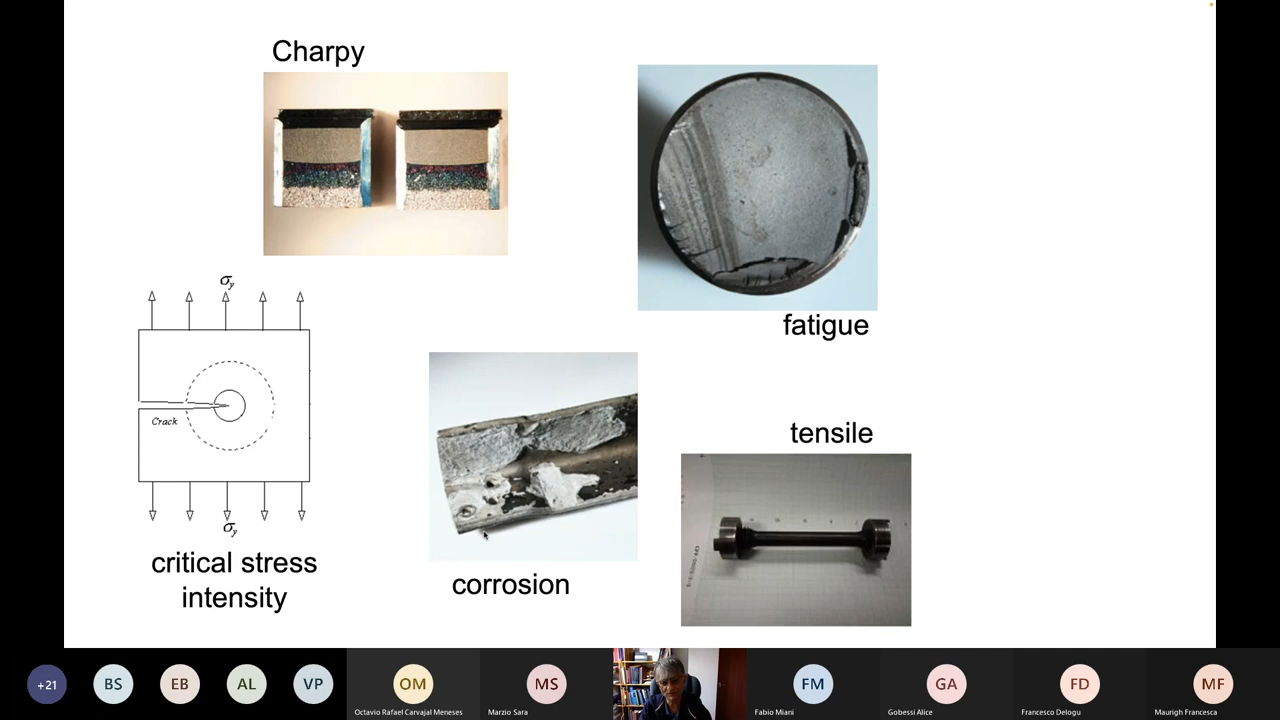 Charpy
fatigue
σy
Crack
σy
critical stress
intensity
corrosion
tensile
+21
BS
EB
AL
VP
OM
Octavio Rafael Carvajal Meneses
MS
Marzio Sara
FM
Fabio Miani
GA
Gobessi Alice
FD
Francesco Delogu
MF
Maurigh Francesca